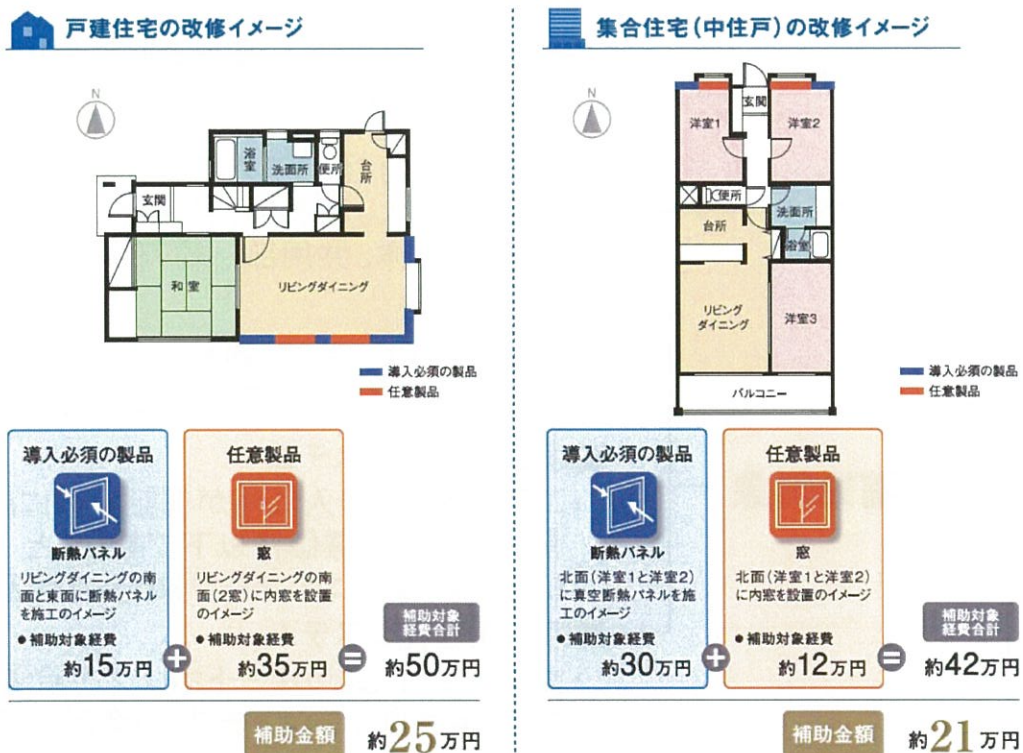 戸建住宅の改修イメージ
N
浴室
洗面所
便所
台所
玄関
和室
リビングダイニング
導入必須の製品
任意製品
導入必須の製品
断熱パネル
リビングダイニングの南
面と東面に断熱パネル
を施工のイメージ
●補助対象経費
約15万円
+
任意製品
窓
リビングダイニングの南
面(2窓)に内窓を設置
のイメージ
●補助対象経費
約35万円
=
補助対象
経費合計
約50万円
補助金額
約25万円
集合住宅(中住戸)の改修イメージ
N
玄関
洋室1
洋室2
便所
洗面所
台所
浴室
リビング
ダイニング
洋室3
バルコニー
導入必須の製品
任意製品
導入必須の製品
断熱パネル
北面(洋室1と洋室2)
に真空断熱パネルを施
工のイメージ
●補助対象経費
約30万円
+
任意製品
窓
北面(洋室1と洋室2)
に内窓を設置のイメージ
●補助対象経費
約12万円
=
補助対象
経費合計
約42万円
補助金額
約21万円